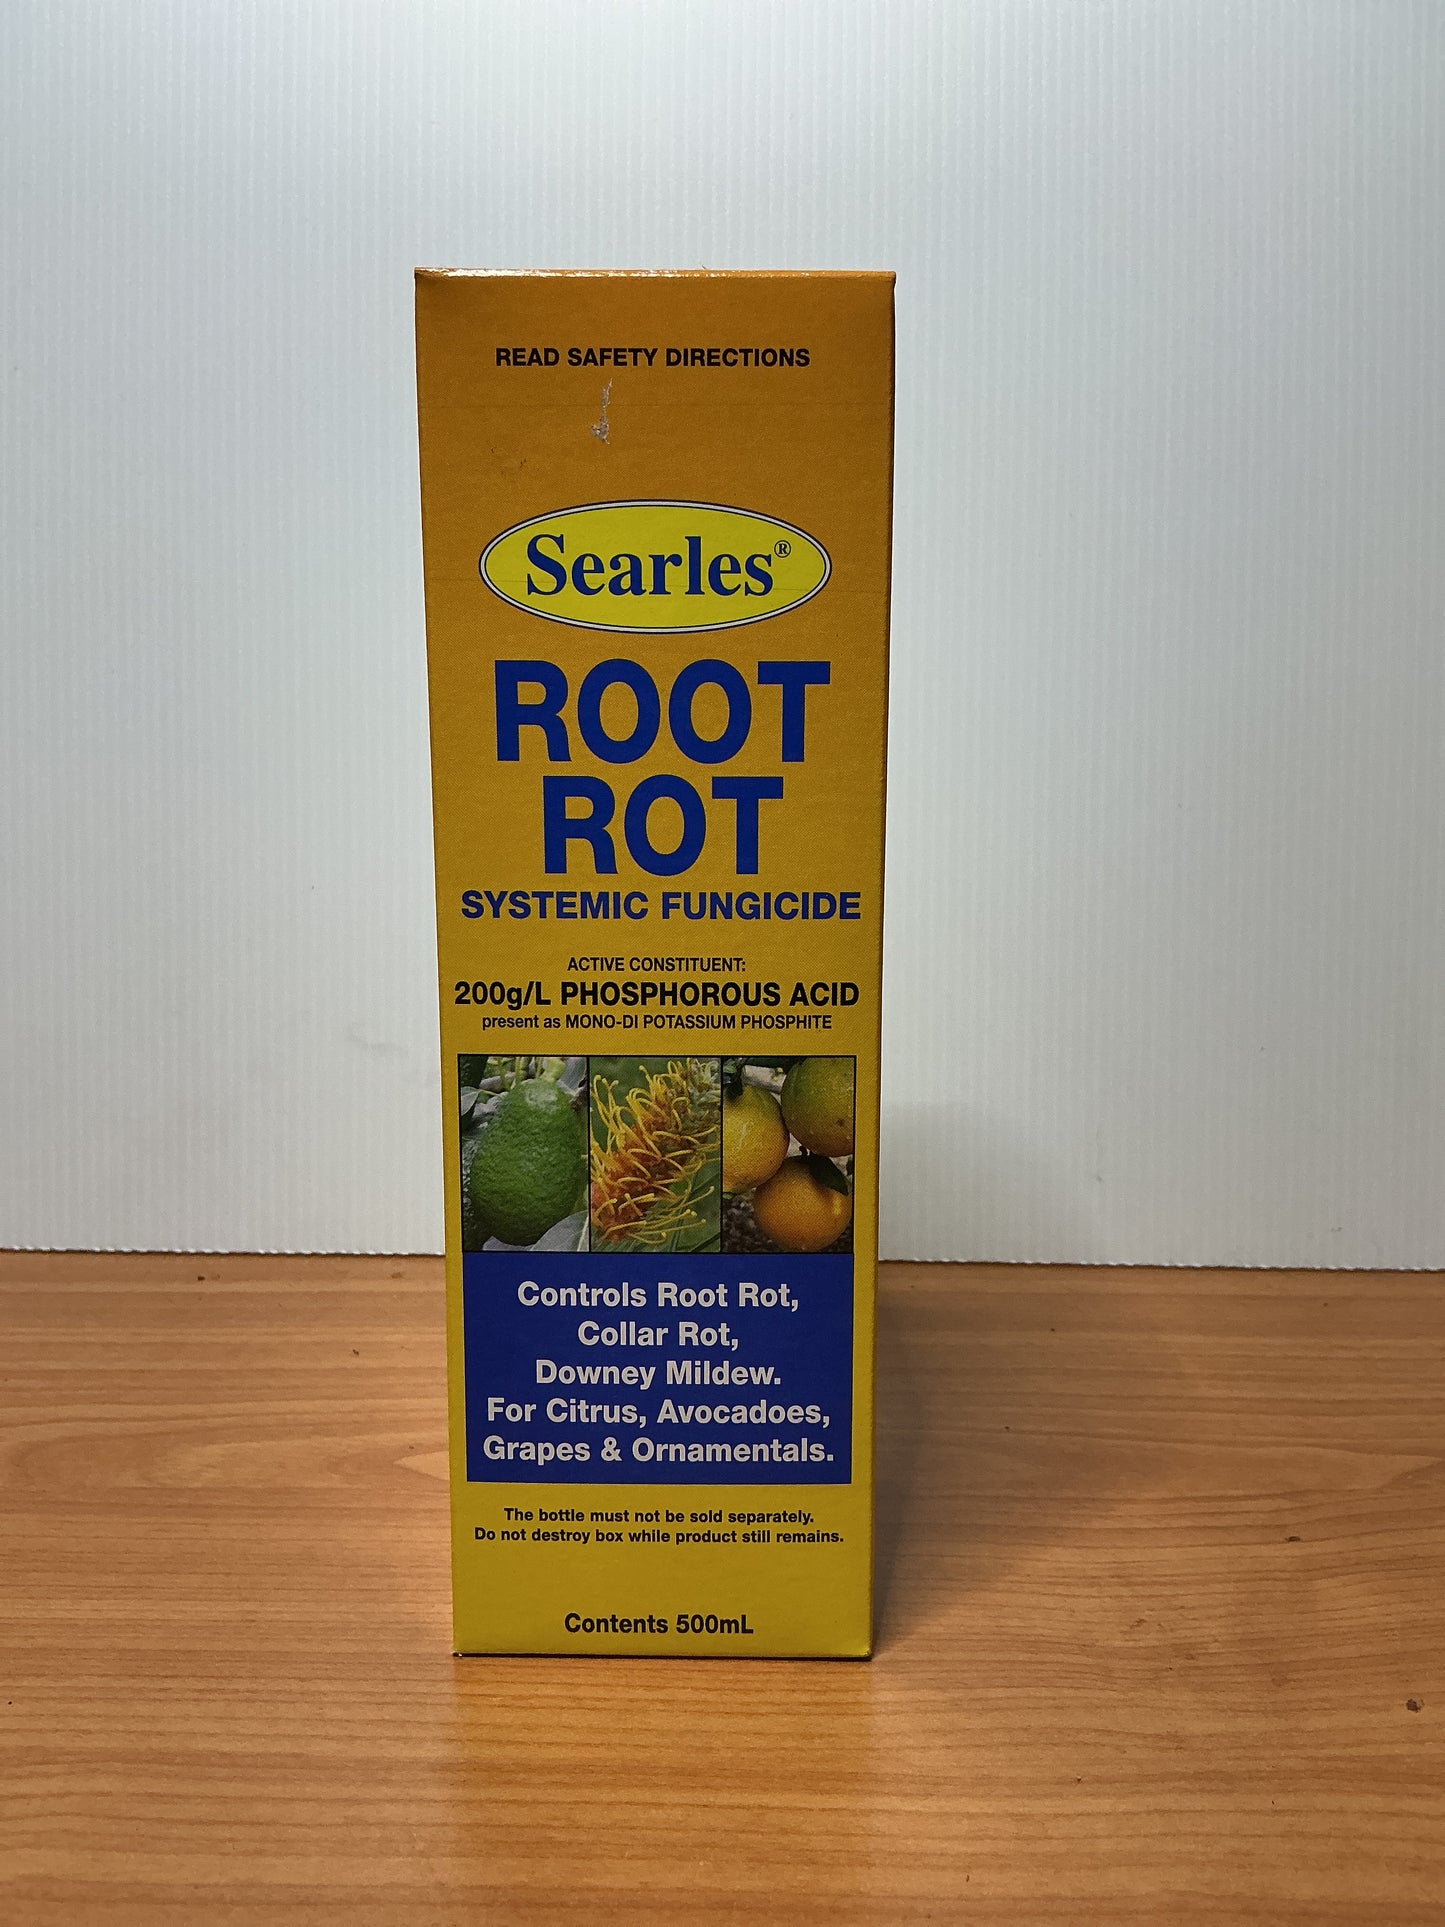 READ SAFETY DIRECTIONS
Searles®
ROOT
ROT
SYSTEMIC FUNGICIDE
ACTIVE CONSTITUENT:
200g/L PHOSPHOROUS ACID
present as MONO-DI POTASSIUM PHOSPHITE
Controls Root Rot,
Collar Rot,
Downey Mildew.
For Citrus, Avocadoes,
Grapes & Ornamentals.
The bottle must not be sold separately.
Do not destroy box while product still remains.
Contents 500mL